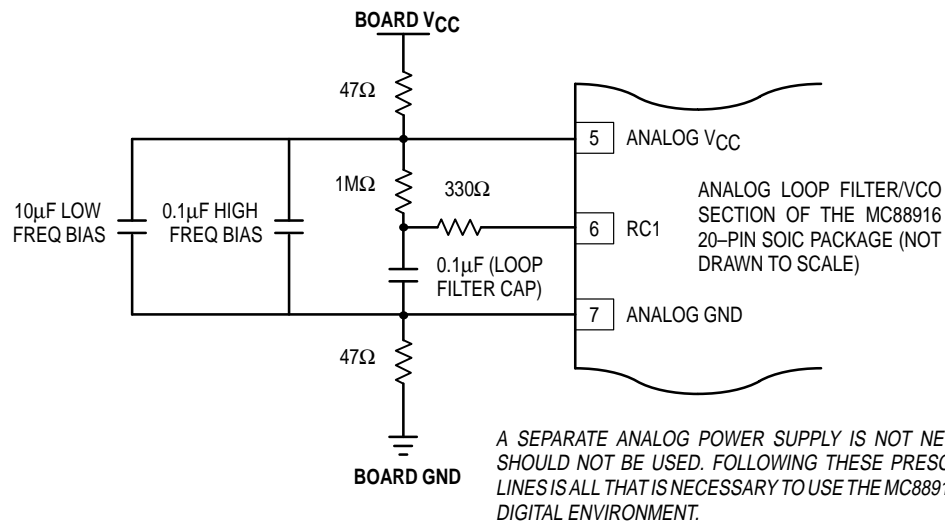 BOARD VCC
47Ω
5 ANALOG VCC
1MΩ
330Ω
10µF LOW
FREQ BIAS
0.1µF HIGH
FREQ BIAS
6 RC1
ANALOG LOOP FILTER/VCO
SECTION OF THE MC88916
20–PIN SOIC PACKAGE (NOT
DRAWN TO SCALE)
0.1µF (LOOP
FILTER CAP)
7 ANALOG GND
47Ω
BOARD GND
A SEPARATE ANALOG POWER SUPPLY IS NOT NE
SHOULD NOT BE USED. FOLLOWING THESE PRESC
LINES IS ALL THAT IS NECESSARY TO USE THE MC8891
DIGITAL ENVIRONMENT.